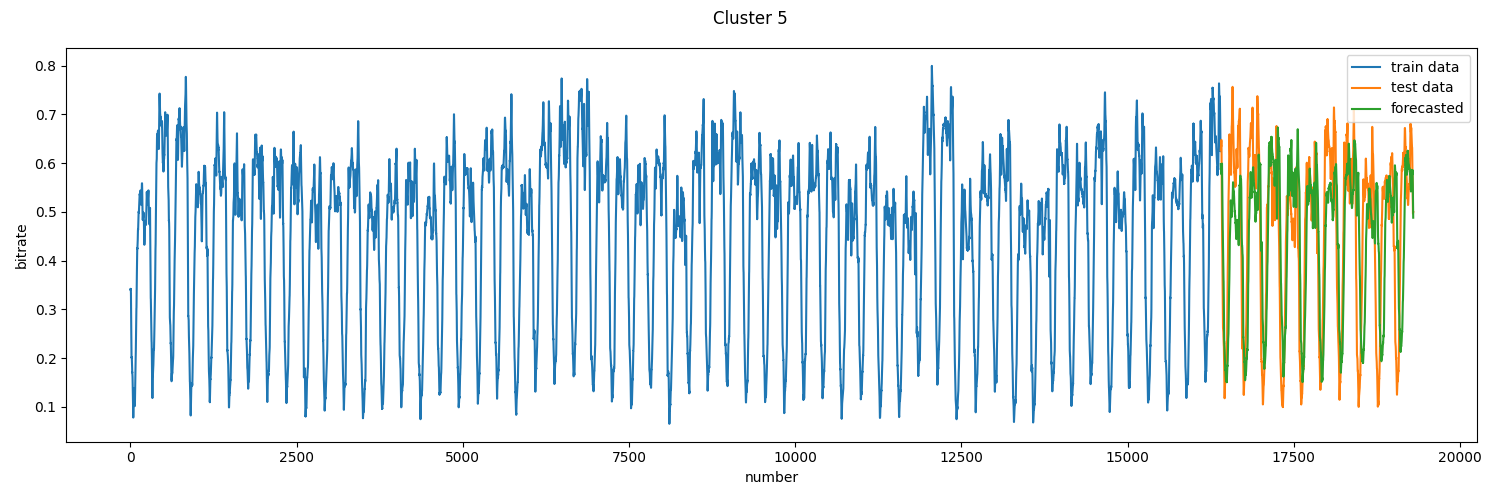 Cluster 5
train data
test data
forecasted
0.8
0.7
0.6
0.5
0.4
0.3
0.2
0.1
bitrate
0 2500 5000 7500 10000 12500 15000 17500 20000
number